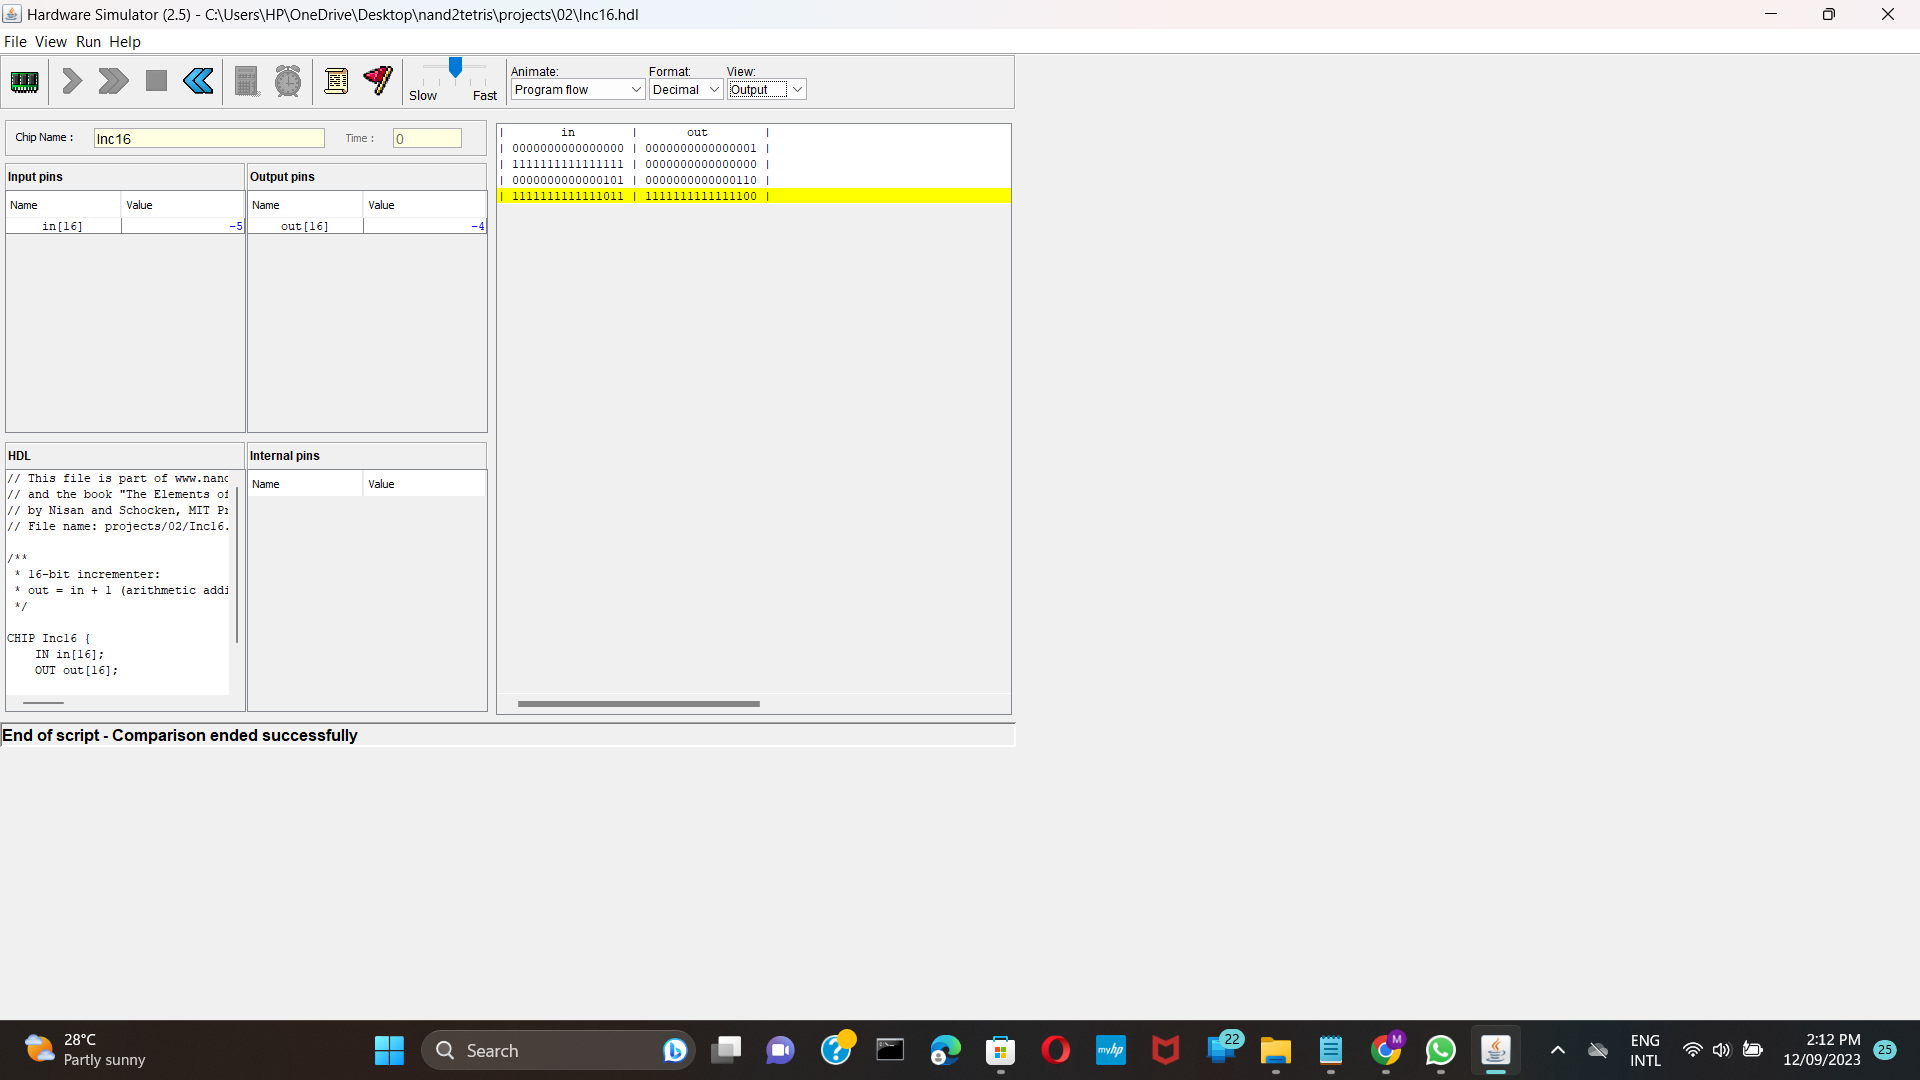 Hardware Simulator (2.5) - C:\Users\HP\OneDrive\Desktop\nand2tetris\projects\02\Inc16.hdl
File View Run Help
Slow Fast
Animate: Format: View:
Program flow Decimal Output
Chip Name : Inc16 Time : 0
Input pins
Name Value
in[16] -5
Output pins
Name Value
out[16] -4
| in | out |
| 0000000000000000 | 0000000000000001 |
| 1111111111111111 | 0000000000000000 |
| 0000000000000101 | 0000000000000110 |
| 1111111111111011 | 1111111111111100 |
HDL
// This file is part of www.nand
// and the book "The Elements of
// by Nisan and Schocken, MIT Pr
// File name: projects/02/Inc16.
/**
* 16-bit incrementer:
* out = in + 1 (arithmetic addi
*/
CHIP Inc16 {
IN in[16];
OUT out[16];
Internal pins
Name Value
End of script - Comparison ended successfully
28°C
Partly sunny
Search
myhp
22
M
ENG
INTL
2:12 PM
12/09/2023
25